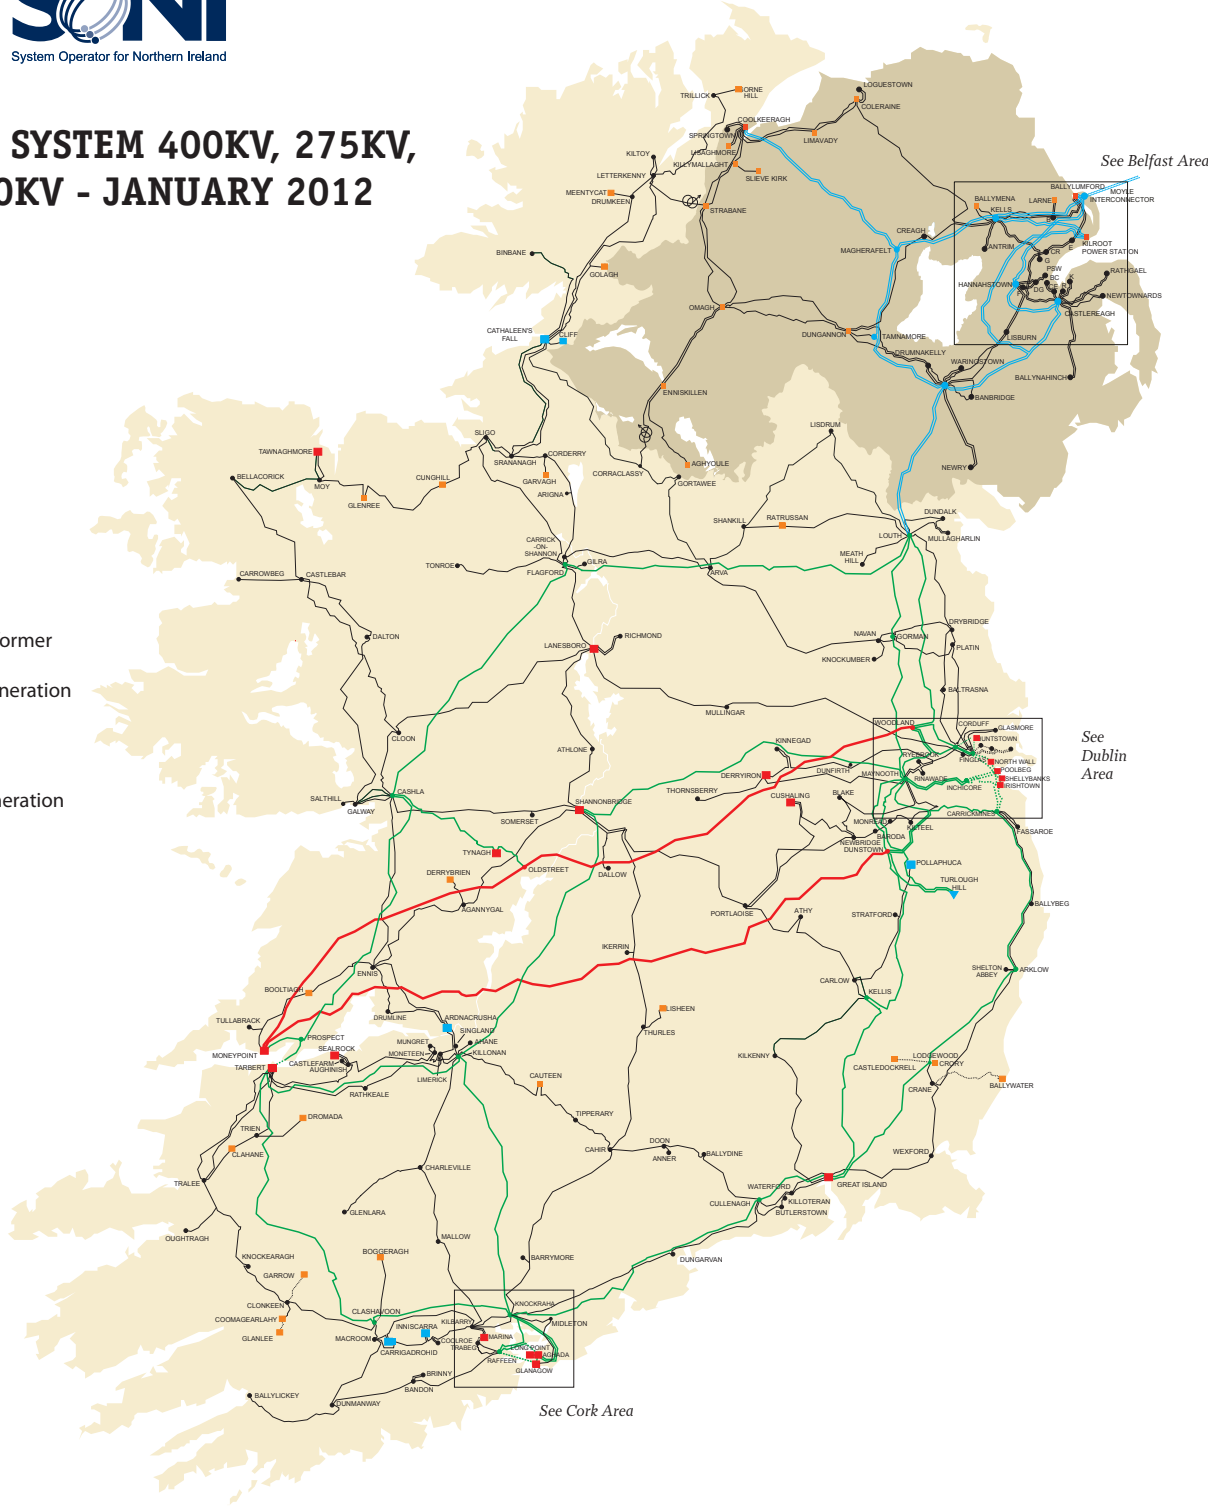 SONI
System Operator for Northern Ireland
SYSTEM 400KV, 275KV,
0KV - JANUARY 2012
ormer
neration
neration
See Belfast Area
See
Dublin
Area
See Cork Area
TRILLICK
SORNE
HILL
LOGUESTOWN
COLERAINE
COOLKEERAGH
SPRINGTOWN
LIMAVADY
LISAGHMORE
KILLYMALLAGHT
SLIEVE KIRK
KILTOY
LETTERKENNY
MEENTYCAT
DRUMKEEN
STRABANE
BALLYLUMFORD
MOYLE
INTERCONNECTOR
BALLYMENA
LARNE
KELLS
CREAGH
MAGHERAFELT
ANTRIM
KILROOT
POWER STATION
E
CR
G
PSW
BC
K
RATHGAEL
HANNAHSTOWN
DG
NEWTOWNARDS
CASTLEREAGH
BINBANE
GOLAGH
OMAGH
CATHALEEN'S
FALL
CLIFF
DUNGANNON
TAMNAMORE
LISBURN
DRUMNAKELLY
WARINGSTOWN
BALLYNAHINCH
BANBRIDGE
ENNISKILLEN
LISDRUM
NEWRY
SLIGO
SRANANAGH
CORDERRY
GARVAGH
ARIGNA
CORRACLASSY
AGHYOULE
GORTAWEE
TAWNAGHMORE
BELLACORICK
MOY
GLENREE
CUNGHILL
SHANKILL
RATRUSSAN
DUNDALK
LOUTH
MULLAGHARLIN
MEATH
HILL
CARRICK
-ON-
SHANNON
TONROE
FLAGFORD
GILRA
ARVA
CARROWBEG
CASTLEBAR
DALTON
LANESBORO
RICHMOND
NAVAN
GORMAN
DRYBRIDGE
PLATIN
KNOCKUMBER
BALTRASNA
MULLINGAR
CLOON
ATHLONE
WOODLAND
CORDUFF
GLASMORE
HUNTSTOWN
KINNEGAD
RYEBROOK
FINGLAS
NORTH WALL
POOLBEG
DERRYIRON
DUNFIRTH
MAYNOOTH
RINAWADE
SHELLYBANKS
IRISHTOWN
INCHICORE
THORNSBERRY
CUSHALING
BLAKE
CARRICKMINES
SALTHILL
GALWAY
CASHLA
SHANNONBRIDGE
SOMERSET
MONREAD
KILTEEL
FASSAROE
BARODA
NEWBRIDGE
DUNSTOWN
TYNAGH
OLDSTREET
DALLOW
POLLAPHUCA
TURLOUGH
HILL
DERRYBRIEN
AGANNYGAL
PORTLAOISE
ATHY
STRATFORD
BALLYBEG
IKERRIN
ENNIS
SHELTON
ABBEY
ARKLOW
CARLOW
KELLIS
BOOLTIAGH
DRUMLINE
ARDNACRUSHA
SINGLAND
LISHEEN
THURLES
TULLABRACK
PROSPECT
MONEYPOINT
SEALROCK
CASTLEFARM
AUGHINISH
TARBERT
MUNGRET
MONETEEN
AHANE
KILLONAN
LIMERICK
RATHKEALE
KILKENNY
LODGEWOOD
CASTLEDOCKRELL
CRORY
CRANE
BALLYWATER
CAUTEEN
TIPPERARY
DROMADA
TRIEN
CLAHANE
TRALEE
CAHIR
DOON
ANNER
BALLYDINE
WEXFORD
CHARLEVILLE
GLENLARA
WATERFORD
GREAT ISLAND
CULLENAGH
KILLOTERAN
BUTLERSTOWN
OUGHTRAGH
MALLOW
KNOCKEARAGH
BOGGERAGH
BARRYMORE
DUNGARVAN
GARROW
CLONKEEN
COOMAGEARLAHY
GLANLEE
CLASHAVOON
KNOCKRAHA
KILBARRY
MIDLETON
INNISCARRA
MACROOM
CARRIGADROHID
COOLROE
TRABEG
MARINA
LONG POINT
AGHADA
RAFFEEN
GLANAGOW
BRINNY
BANDON
BALLYLICKEY
DUNMANWAY